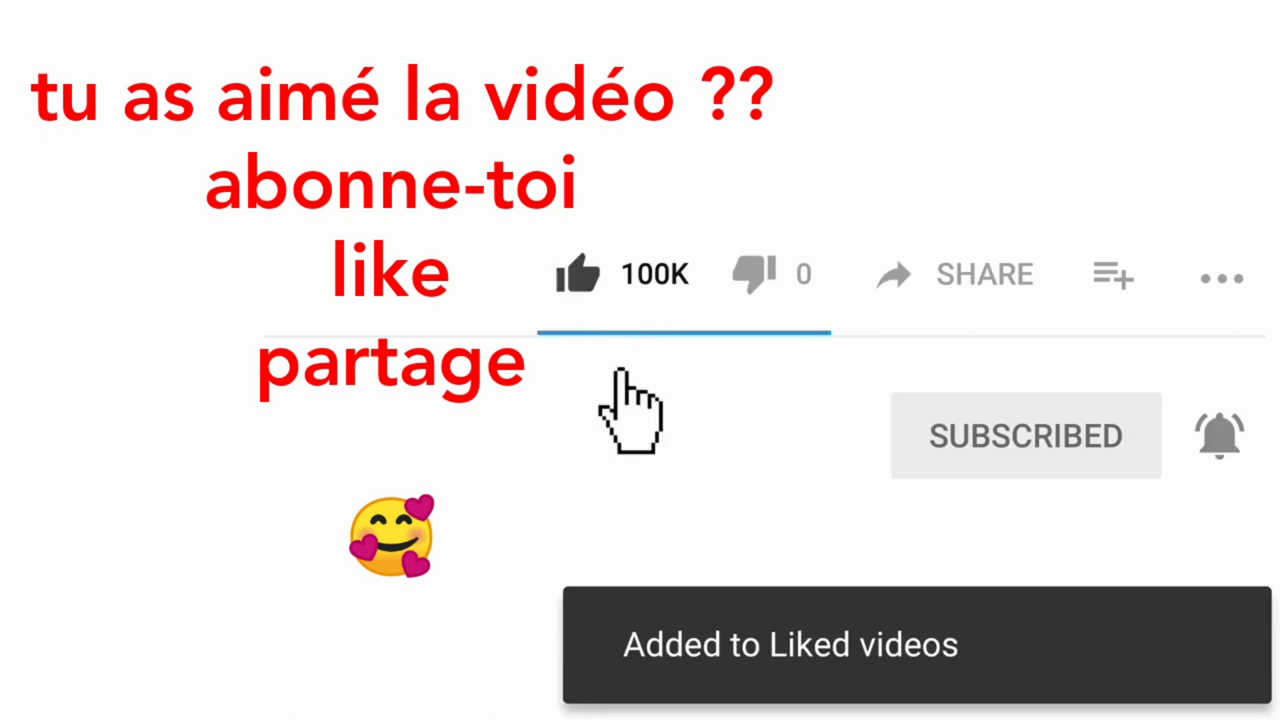 tu as aimé la vidéo ??
abonne-toi
like
partage
100K 0 SHARE
SUBSCRIBED
Added to Liked videos